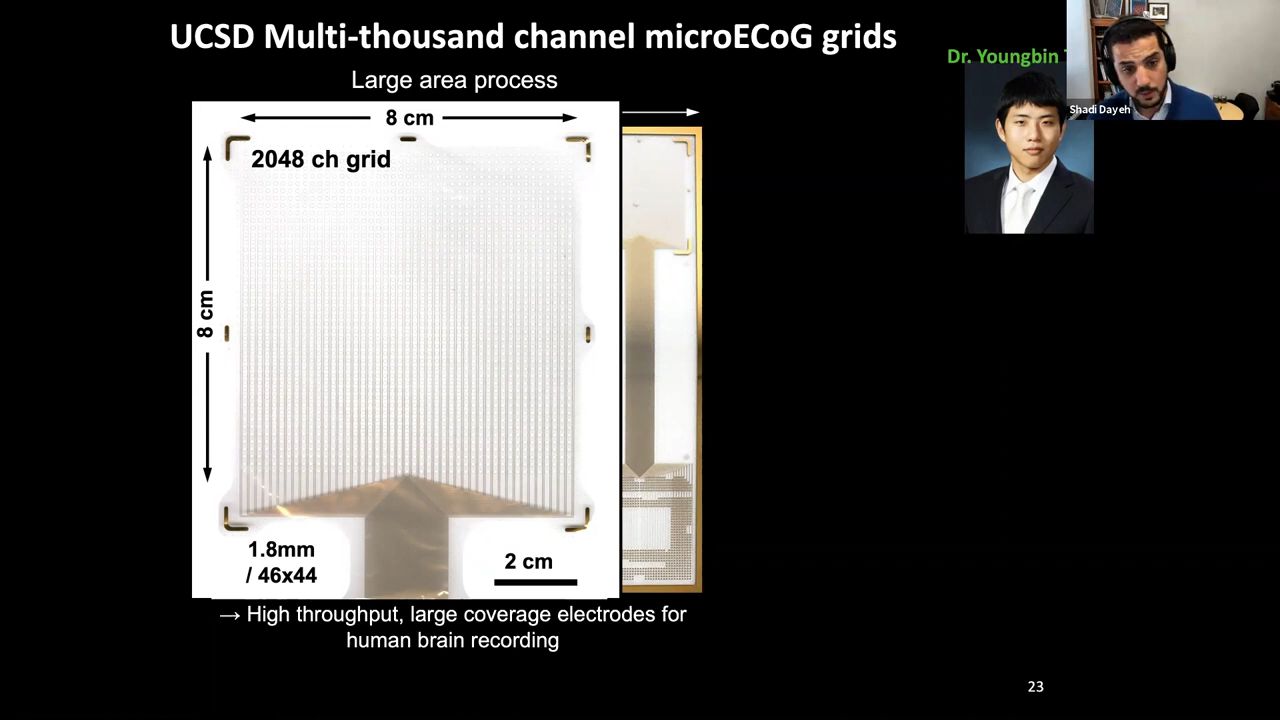 UCSD Multi-thousand channel microECoG grids
Large area process
Dr. Youngbin
Shadi Dayeh
8 cm
2048 ch grid
8 cm
1.8mm
/ 46x44
2 cm
→ High throughput, large coverage electrodes for
human brain recording
23